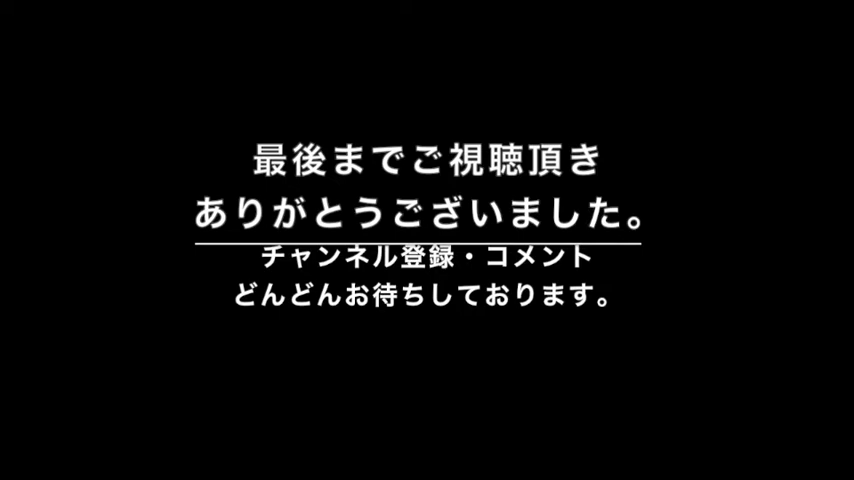 最後までご視聴頂き
ありがとうございました。
チャンネル登録・コメント
どんどんお待ちしております。